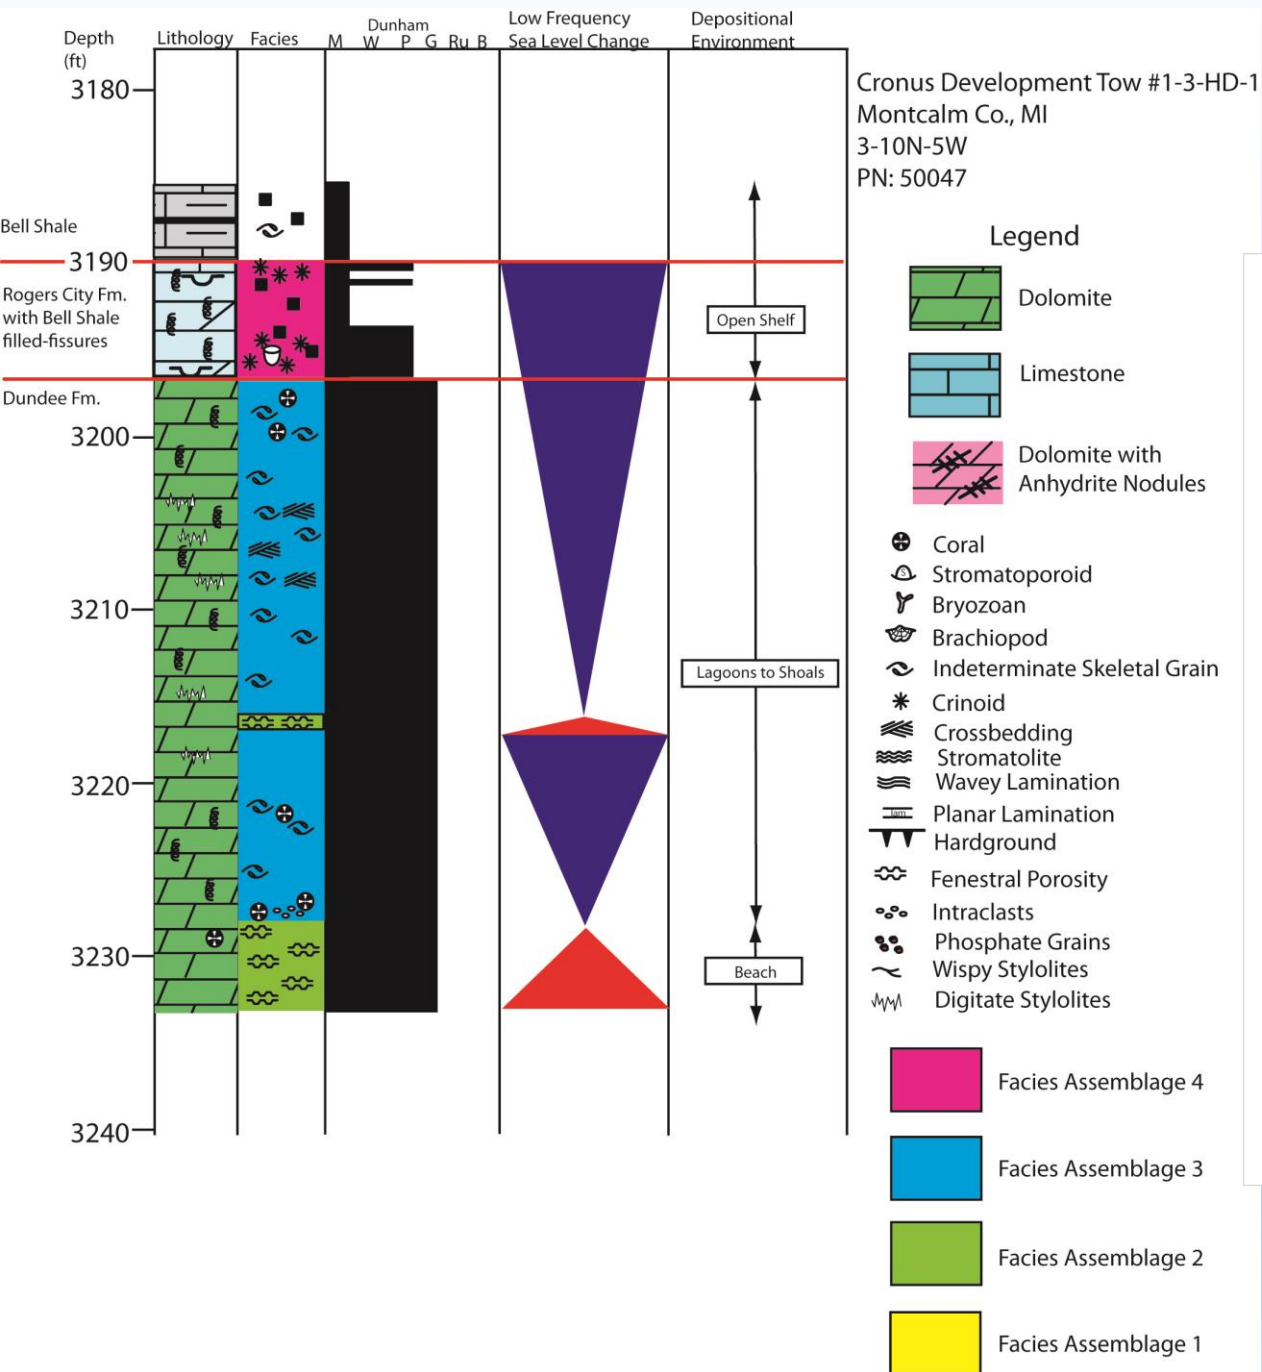 Depth
(ft)
Lithology
Facies
Dunham
M W P G Ru B
Low Frequency
Sea Level Change
Depositional
Environment
3180
3190
3200
3210
3220
3230
3240
Bell Shale
Rogers City Fm.
with Bell Shale
filled-fissures
Dundee Fm.
Open Shelf
Lagoons to Shoals
Beach
Cronus Development Tow #1-3-HD-1
Montcalm Co., MI
3-10N-5W
PN: 50047
Legend
Dolomite
Limestone
Dolomite with
Anhydrite Nodules
Coral
S
Stromatoporoid
Bryozoan
Brachiopod
Indeterminate Skeletal Grain
Crinoid
Crossbedding
Stromatolite
Wavey Lamination
lam
Planar Lamination
Hardground
Fenestral Porosity
Intraclasts
Phosphate Grains
Wispy Stylolites
Digitate Stylolites
Facies Assemblage 4
Facies Assemblage 3
Facies Assemblage 2
Facies Assemblage 1